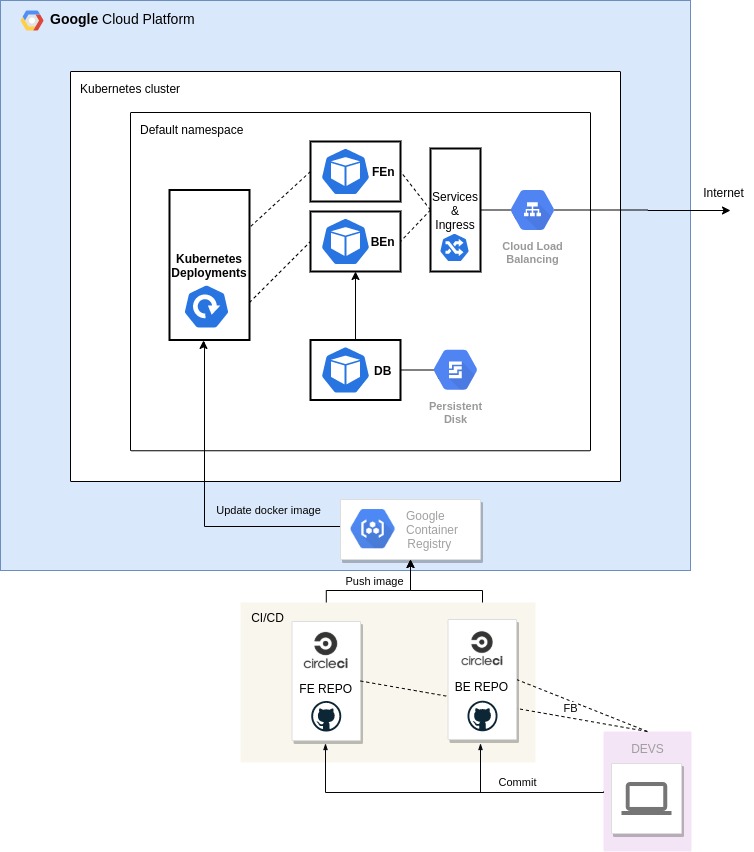 Google Cloud Platform
Kubernetes cluster
Default namespace
FEn
BEn
Services
&
Ingress
Internet
Cloud Load
Balancing
Kubernetes
Deployments
DB
Persistent
Disk
Update docker image
Google
Container
Registry
Push image
CI/CD
circleci
FE REPO
circleci
BE REPO
FB
DEVS
Commit